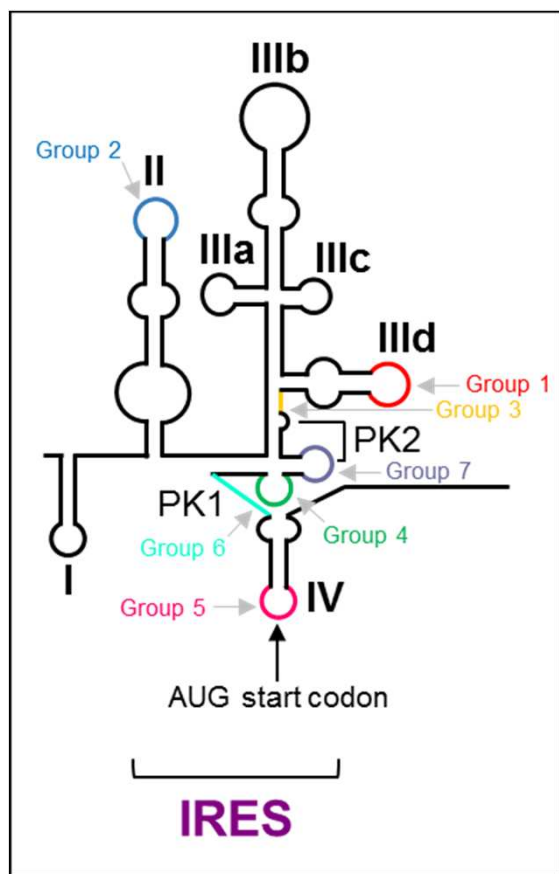 IIIb
Group 2
II
IIIa
IIIc
IIId
Group 1
Group 3
PK2
Group 7
PK1
Group 6
Group 4
I
Group 5
IV
AUG start codon
IRES